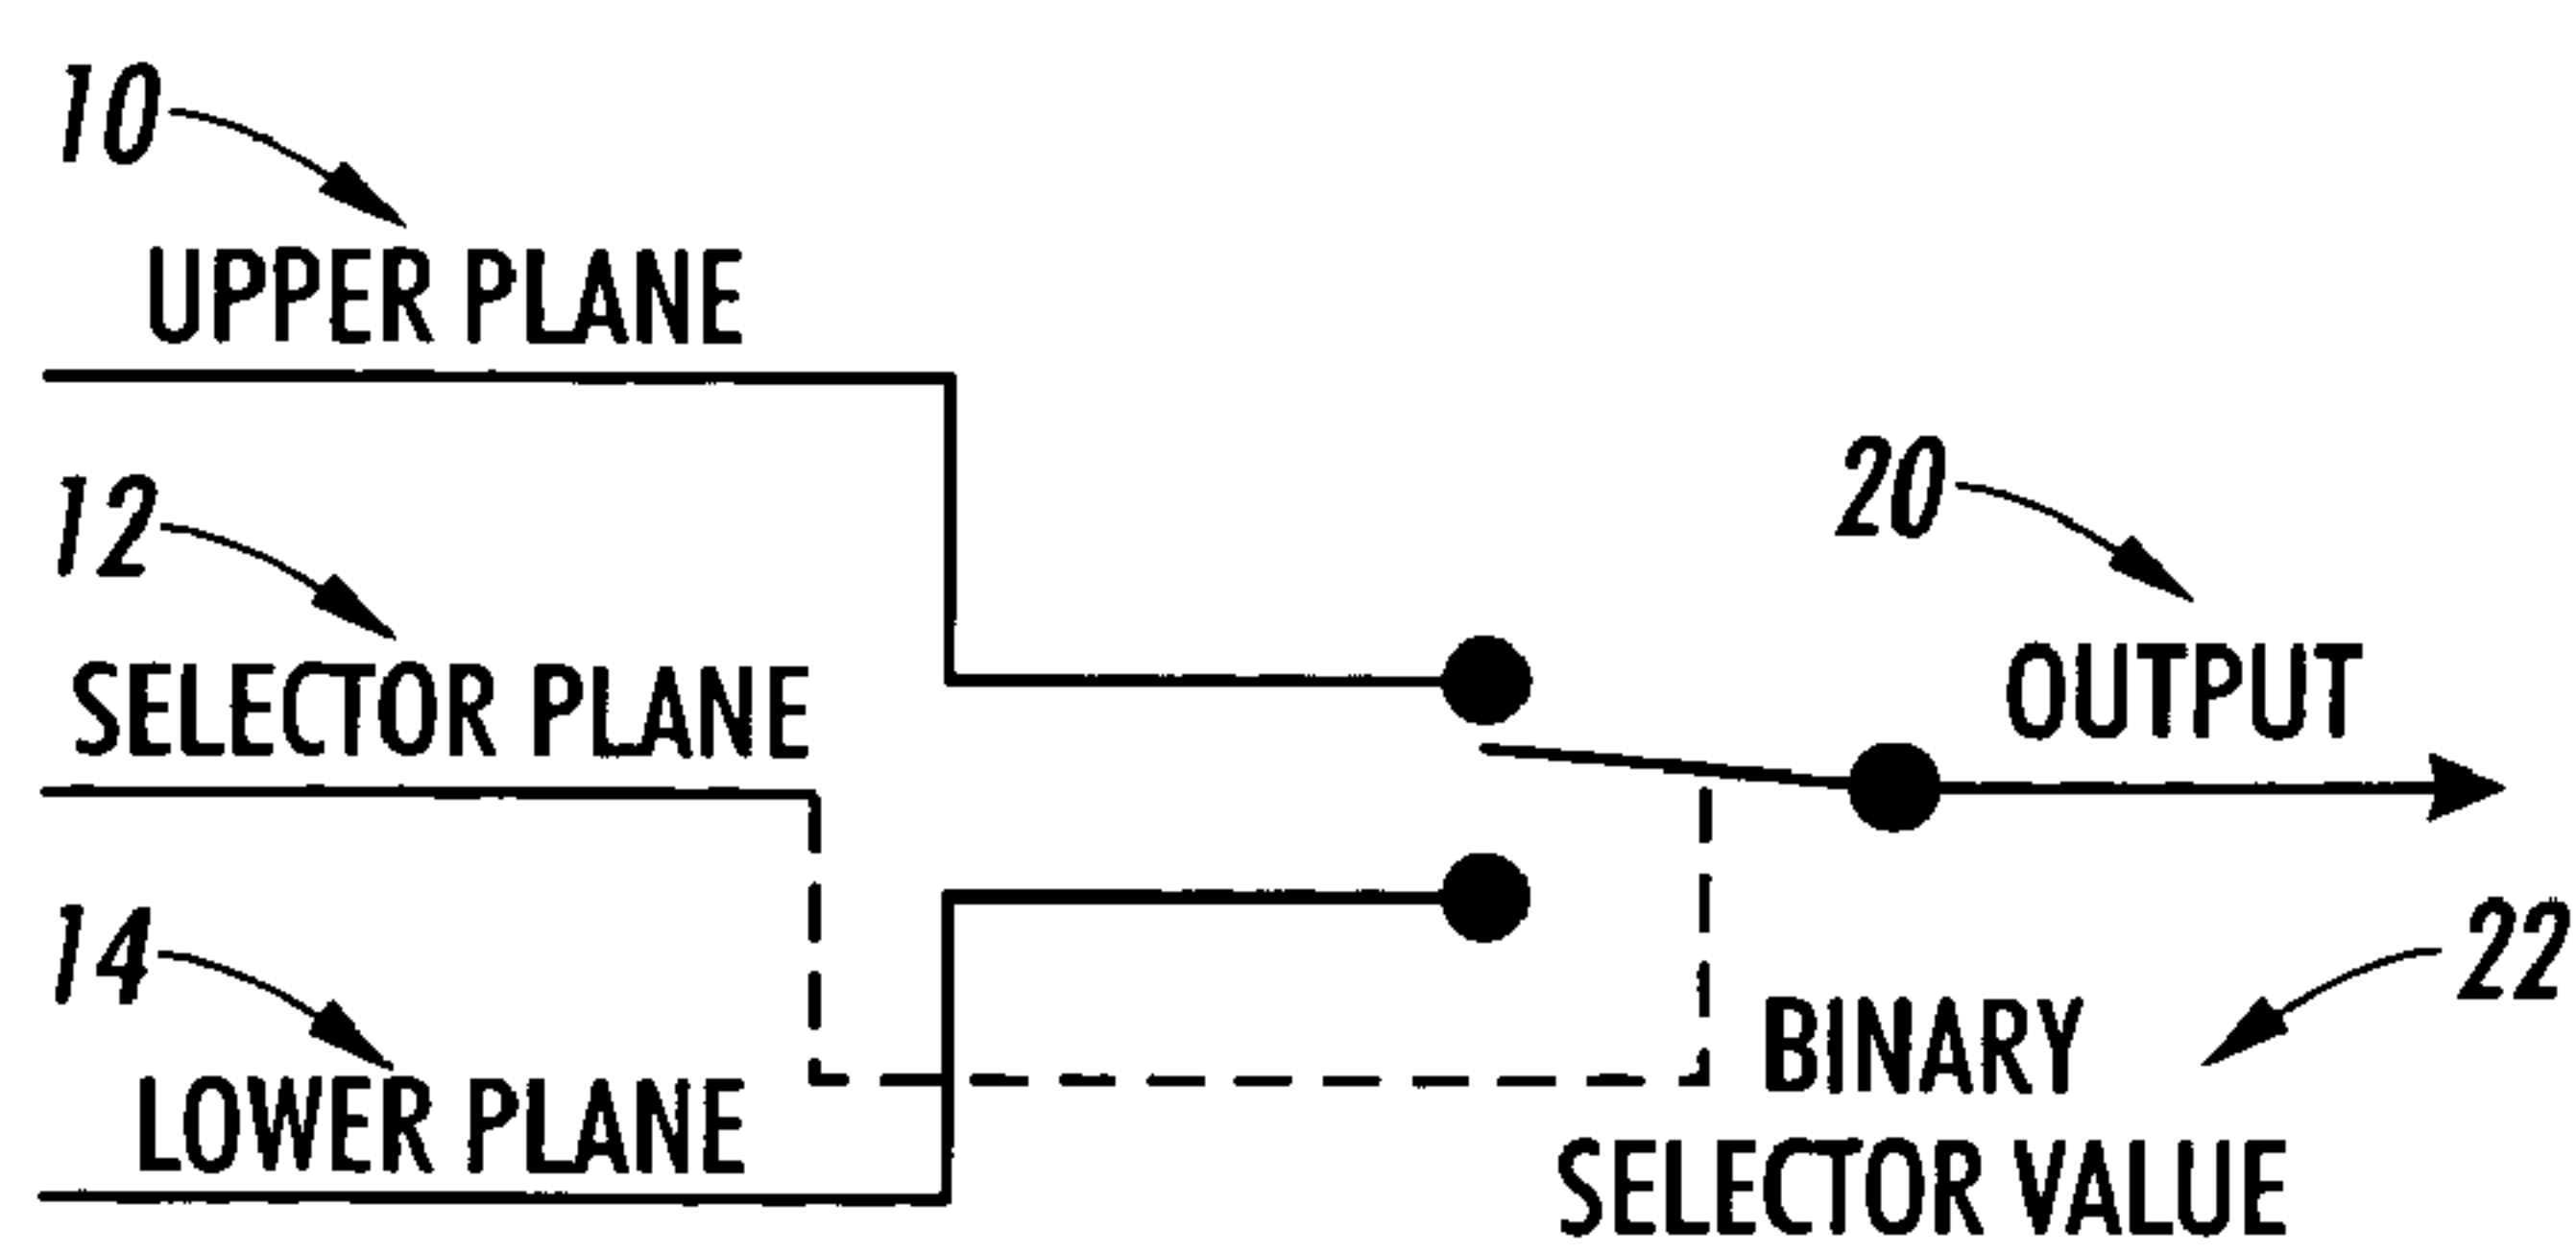 10
UPPER PLANE
12
SELECTOR PLANE
20
OUTPUT
14
LOWER PLANE
22
BINARY
SELECTOR VALUE